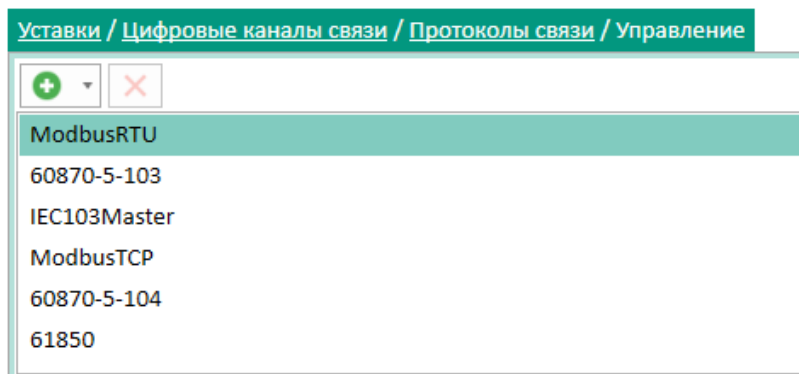 Уставки / Цифровые каналы связи / Протоколы связи / Управление
ModbusRTU
60870-5-103
IEC103Master
ModbusTCP
60870-5-104
61850